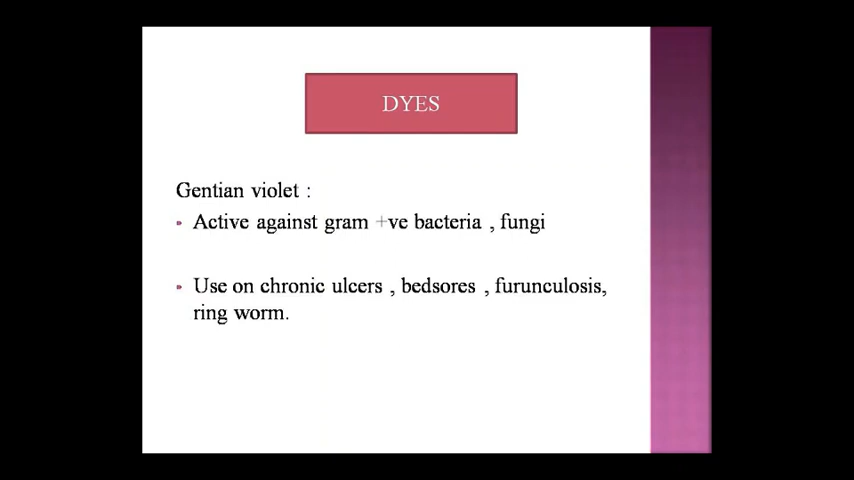 DYES
Gentian violet :
Active against gram +ve bacteria , fungi
Use on chronic ulcers , bedsores , furunculosis,
ring worm.